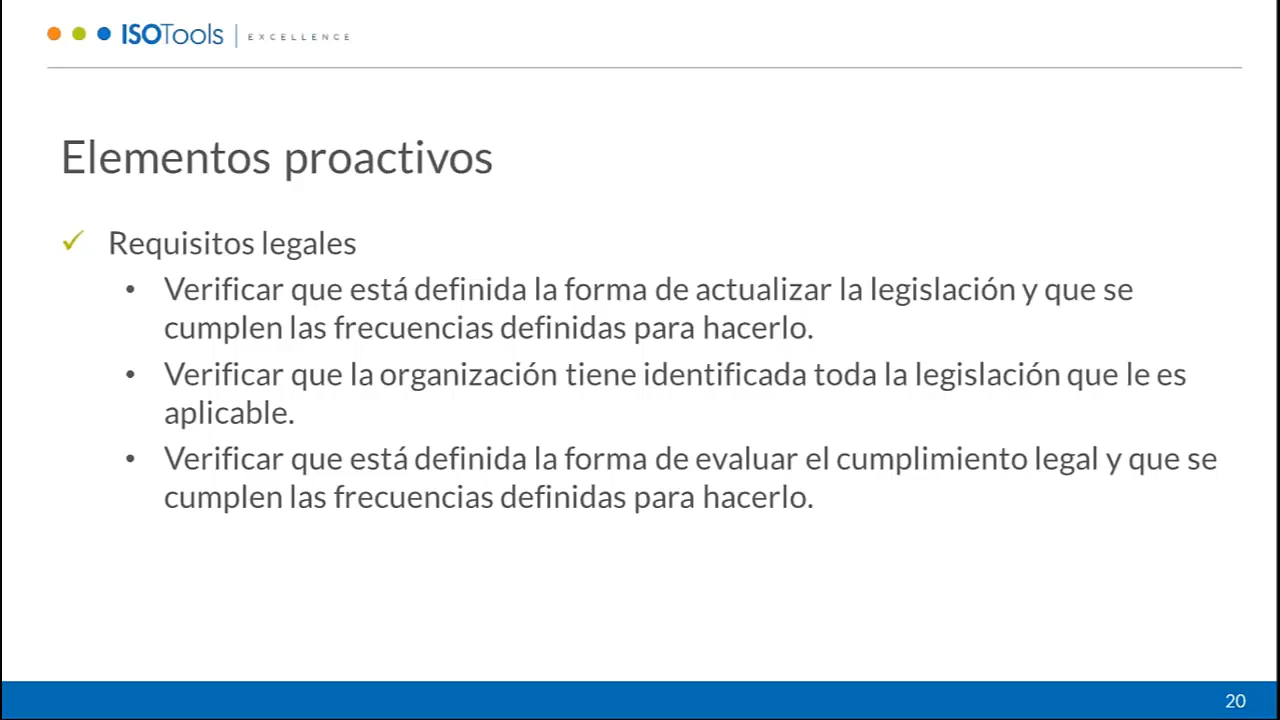 ISOTools | EXCELLENCE
Elementos proactivos
✓ Requisitos legales
• Verificar que está definida la forma de actualizar la legislación y que se
cumplen las frecuencias definidas para hacerlo.
• Verificar que la organización tiene identificada toda la legislación que le es
aplicable.
• Verificar que está definida la forma de evaluar el cumplimiento legal y que se
cumplen las frecuencias definidas para hacerlo.
20